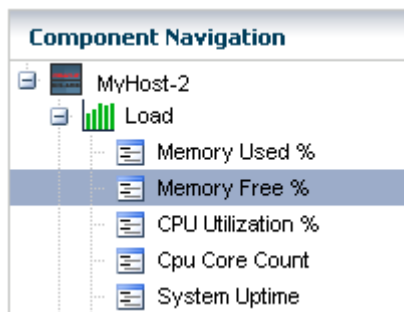 Component Navigation
MyHost-2
Load
Memory Used %
Memory Free %
CPU Utilization %
Cpu Core Count
System Uptime